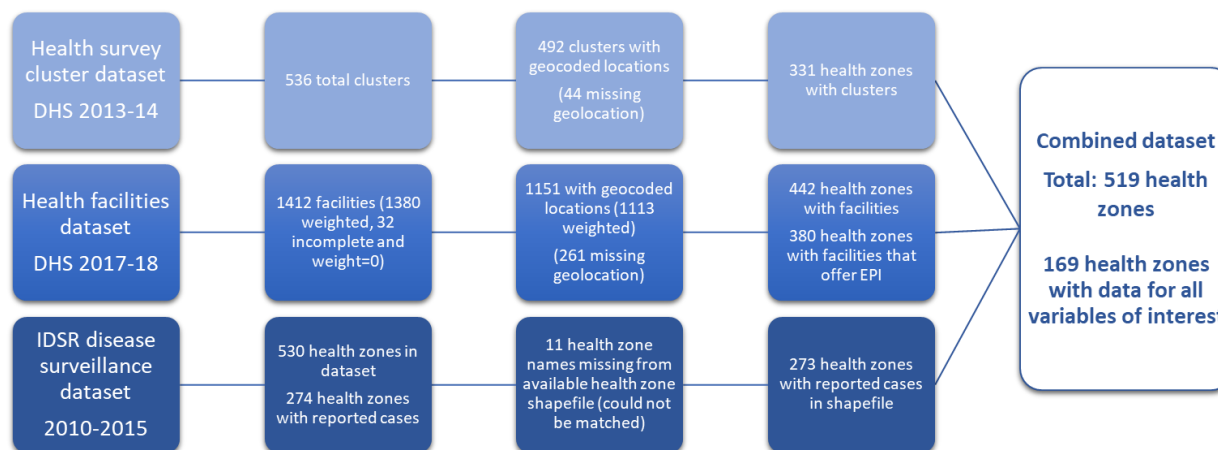 Health survey
cluster dataset
DHS 2013-14
536 total clusters
492 clusters with
geocoded locations
(44 missing
geolocation)
331 health zones
with clusters
Health facilities
dataset
DHS 2017-18
1412 facilities (1380
weighted, 32
incomplete and
weight=0)
1151 with geocoded
locations (1113
weighted)
(261 missing
geolocation)
442 health zones
with facilities
380 health zones
with facilities that
offer EPI
IDSR disease
surveillance
dataset
2010-2015
530 health zones in
dataset
274 health zones
with reported cases
11 health zone
names missing from
available health zone
shapefile (could not
be matched)
273 health zones
with reported cases
in shapefile
Combined dataset
Total: 519 health
zones
169 health zones
with data for all
variables of interest